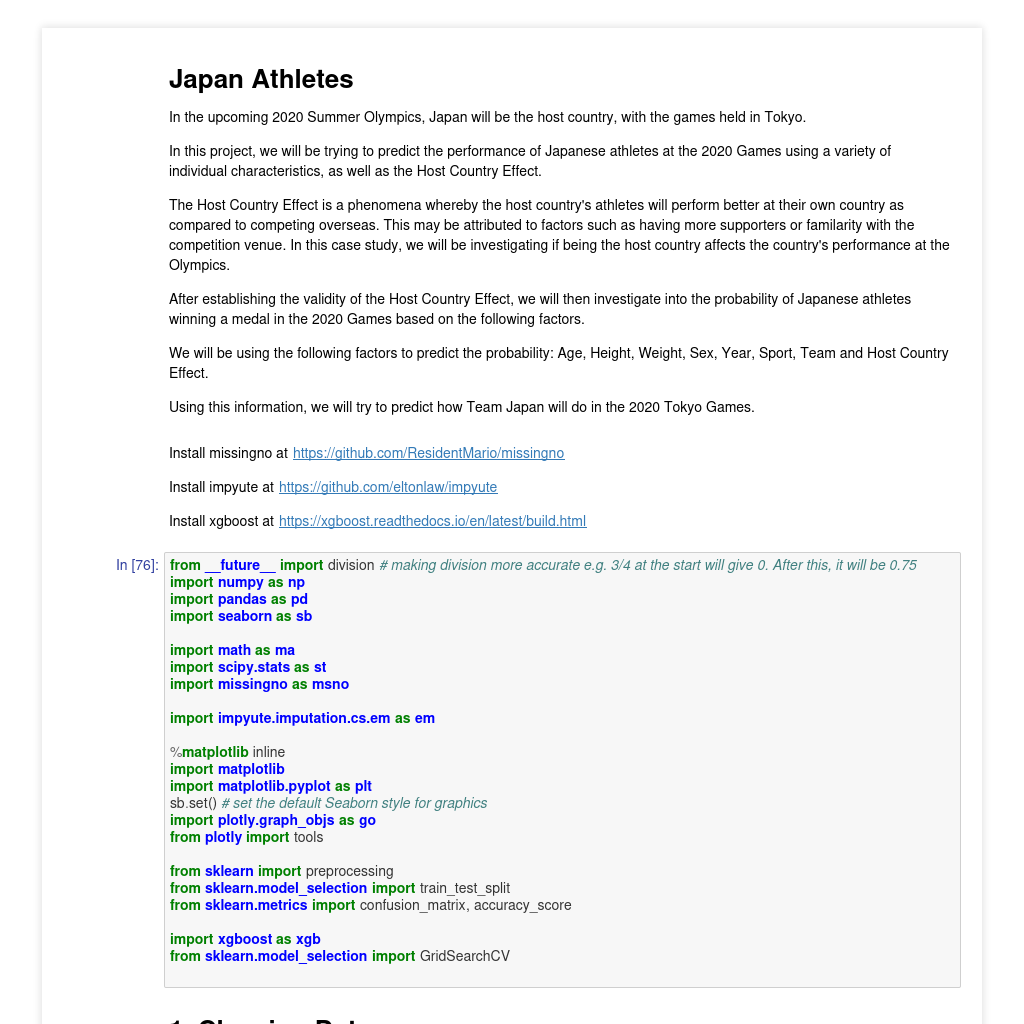 Japan Athletes
In the upcoming 2020 Summer Olympics, Japan will be the host country, with the games held in Tokyo.
In this project, we will be trying to predict the performance of Japanese athletes at the 2020 Games using a variety of
individual characteristics, as well as the Host Country Effect.
The Host Country Effect is a phenomena whereby the host country's athletes will perform better at their own country as
compared to competing overseas. This may be attributed to factors such as having more supporters or familarity with the
competition venue. In this case study, we will be investigating if being the host country affects the country's performance at the
Olympics.
After establishing the validity of the Host Country Effect, we will then investigate into the probability of Japanese athletes
winning a medal in the 2020 Games based on the following factors.
We will be using the following factors to predict the probability: Age, Height, Weight, Sex, Year, Sport, Team and Host Country
Effect.
Using this information, we will try to predict how Team Japan will do in the 2020 Tokyo Games.
Install missingno at https://github.com/ResidentMario/missingno
Install impyute at https://github.com/eltonlaw/impyute
Install xgboost at https://xgboost.readthedocs.io/en/latest/build.html
In [76]: from __future__ import division # making division more accurate e.g. 3/4 at the start will give 0. After this, it will be 0.75
import numpy as np
import pandas as pd
import seaborn as sb
import math as ma
import scipy.stats as st
import missingno as msno
import impyute.imputation.cs.em as em
%matplotlib inline
import matplotlib
import matplotlib.pyplot as plt
sb.set() # set the default Seaborn style for graphics
import plotly.graph_objs as go
from plotly import tools
from sklearn import preprocessing
from sklearn.model_selection import train_test_split
from sklearn.metrics import confusion_matrix, accuracy_score
import xgboost as xgb
from sklearn.model_selection import GridSearchCV